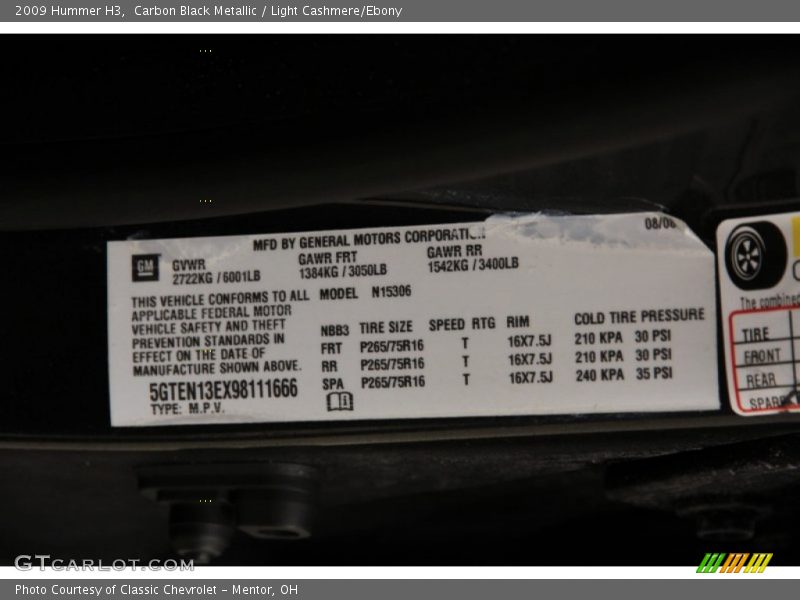 2009 Hummer H3,  Carbon Black Metallic / Light Cashmere/Ebony
08/08
MFD BY GENERAL MOTORS CORPORATION
GM
GVWR GAWR FRT GAWR RR
2722KG / 6001LB 1384KG / 3050LB 1542KG / 3400LB
THIS VEHICLE CONFORMS TO ALL MODEL N15306
APPLICABLE FEDERAL MOTOR
VEHICLE SAFETY AND THEFT
PREVENTION STANDARDS IN
EFFECT ON THE DATE OF
MANUFACTURE SHOWN ABOVE.
5GTEN13EX98111666
TYPE: M.P.V.
NBB3 TIRE SIZE SPEED RTG RIM COLD TIRE PRESSURE
FRT P265/75R16 T 16X7.5J 210 KPA 30 PSI
RR P265/75R16 T 16X7.5J 210 KPA 30 PSI
SPA P265/75R16 T 16X7.5J 240 KPA 35 PSI
The combined
TIRE
FRONT
REAR
SPARE
GTCARLOT.COM
Photo Courtesy of Classic Chevrolet - Mentor, OH